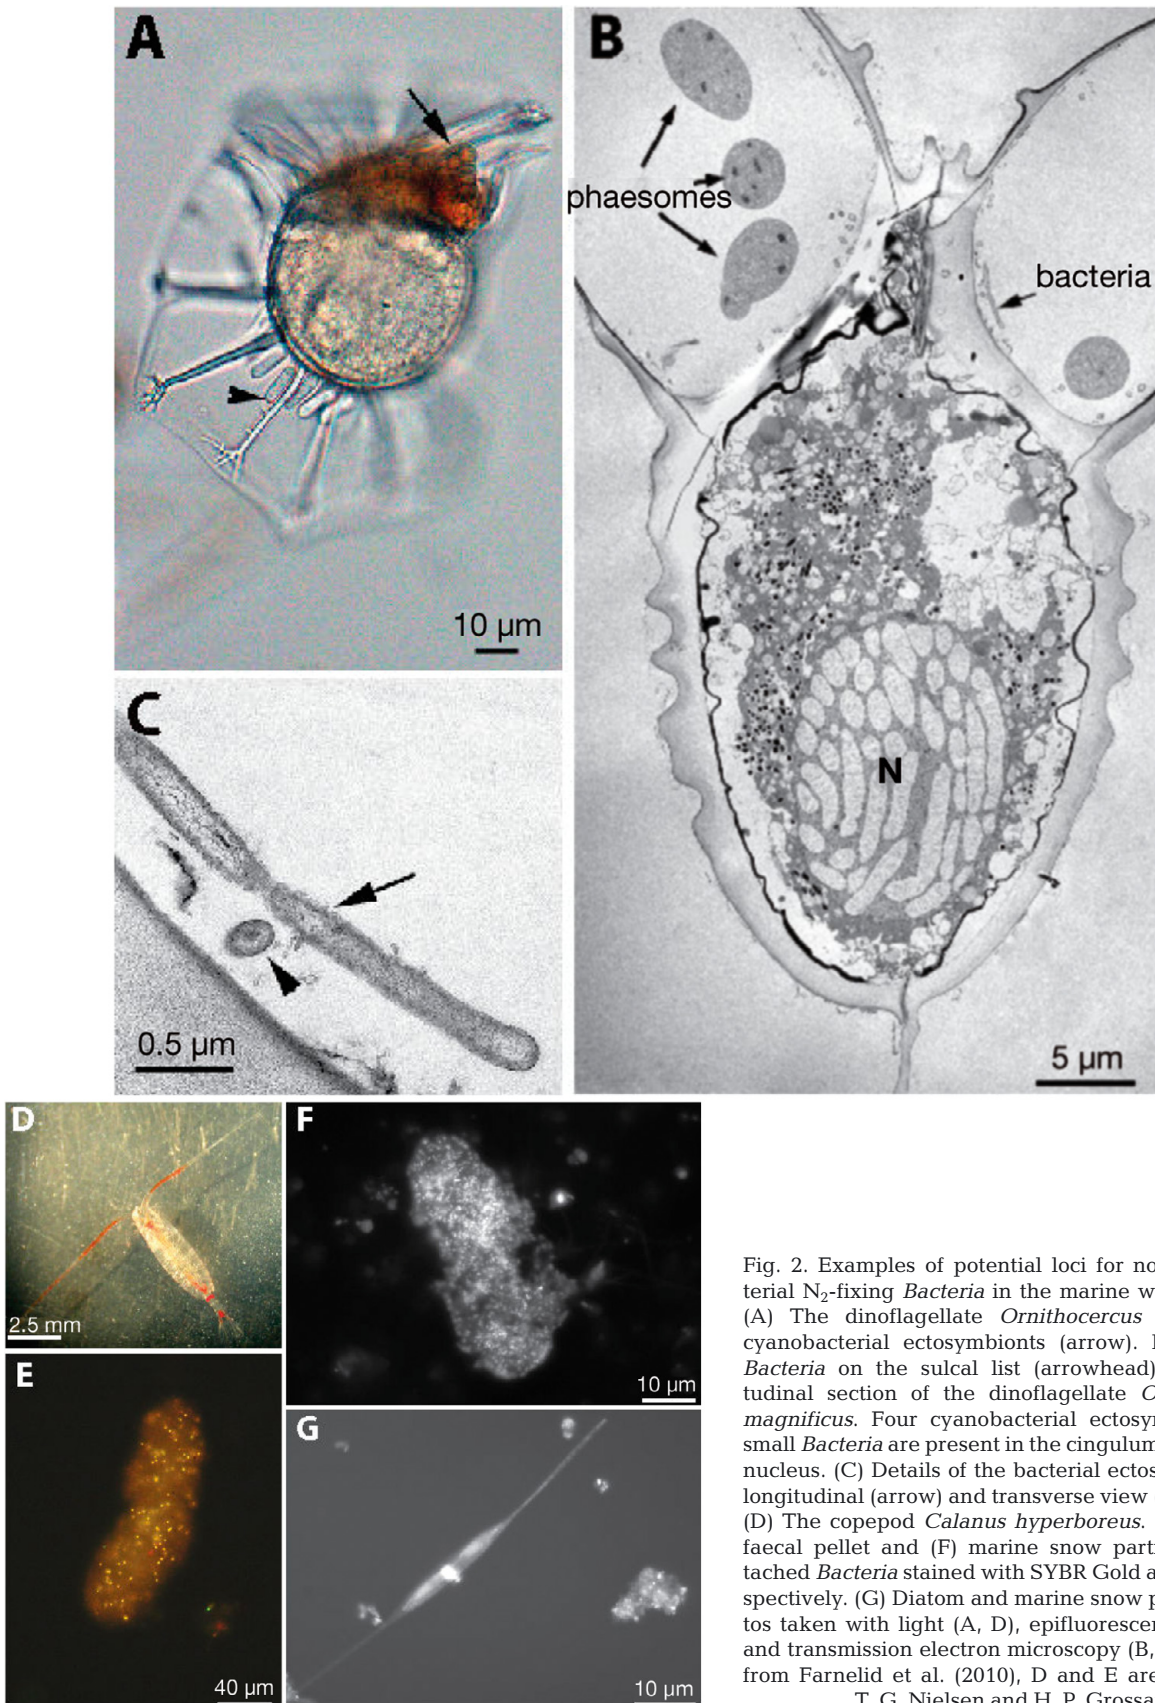 A
10 µm
B
phaesomes
bacteria
N
5 µm
C
0.5 µm
D
2.5 mm
E
40 µm
F
10 µm
G
10 µm
Fig. 2. Examples of potential loci for no
terial N₂-fixing Bacteria in the marine w
(A) The dinoflagellate Ornithocercus
cyanobacterial ectosymbionts (arrow).
Bacteria on the sulcal list (arrowhead)
tudinal section of the dinoflagellate
magnificus. Four cyanobacterial ectosy
small Bacteria are present in the cingulum
nucleus. (C) Details of the bacterial ectos
longitudinal (arrow) and transverse view
(D) The copepod Calanus hyperboreus.
faecal pellet and (F) marine snow parti
tached Bacteria stained with SYBR Gold a
spectively. (G) Diatom and marine snow p
tos taken with light (A, D), epifluorescen
and transmission electron microscopy (B,
from Farnelid et al. (2010), D and E are
T. G. Nielsen and H. P. Grossa